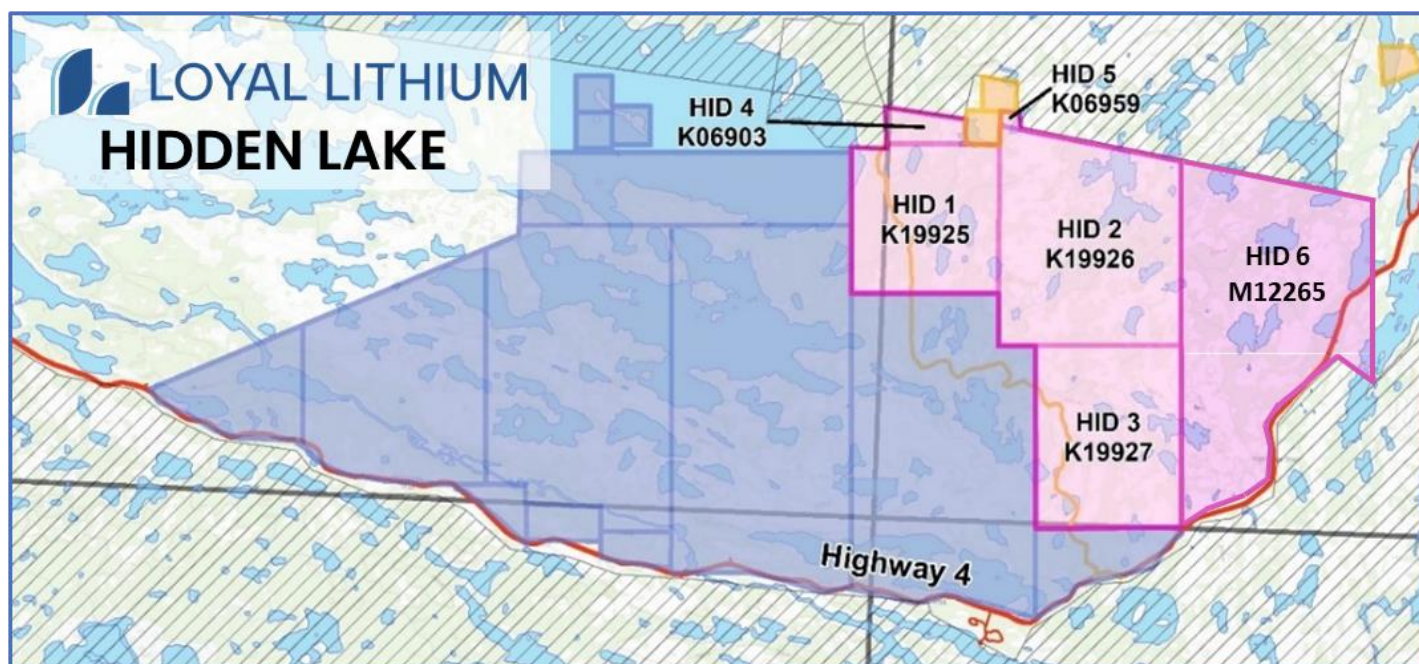 LOYAL LITHIUM
HIDDEN LAKE
HID 4
K06903
HID 5
K06959
HID 1
K19925
HID 2
K19926
HID 6
M12265
HID 3
K19927
Highway 4